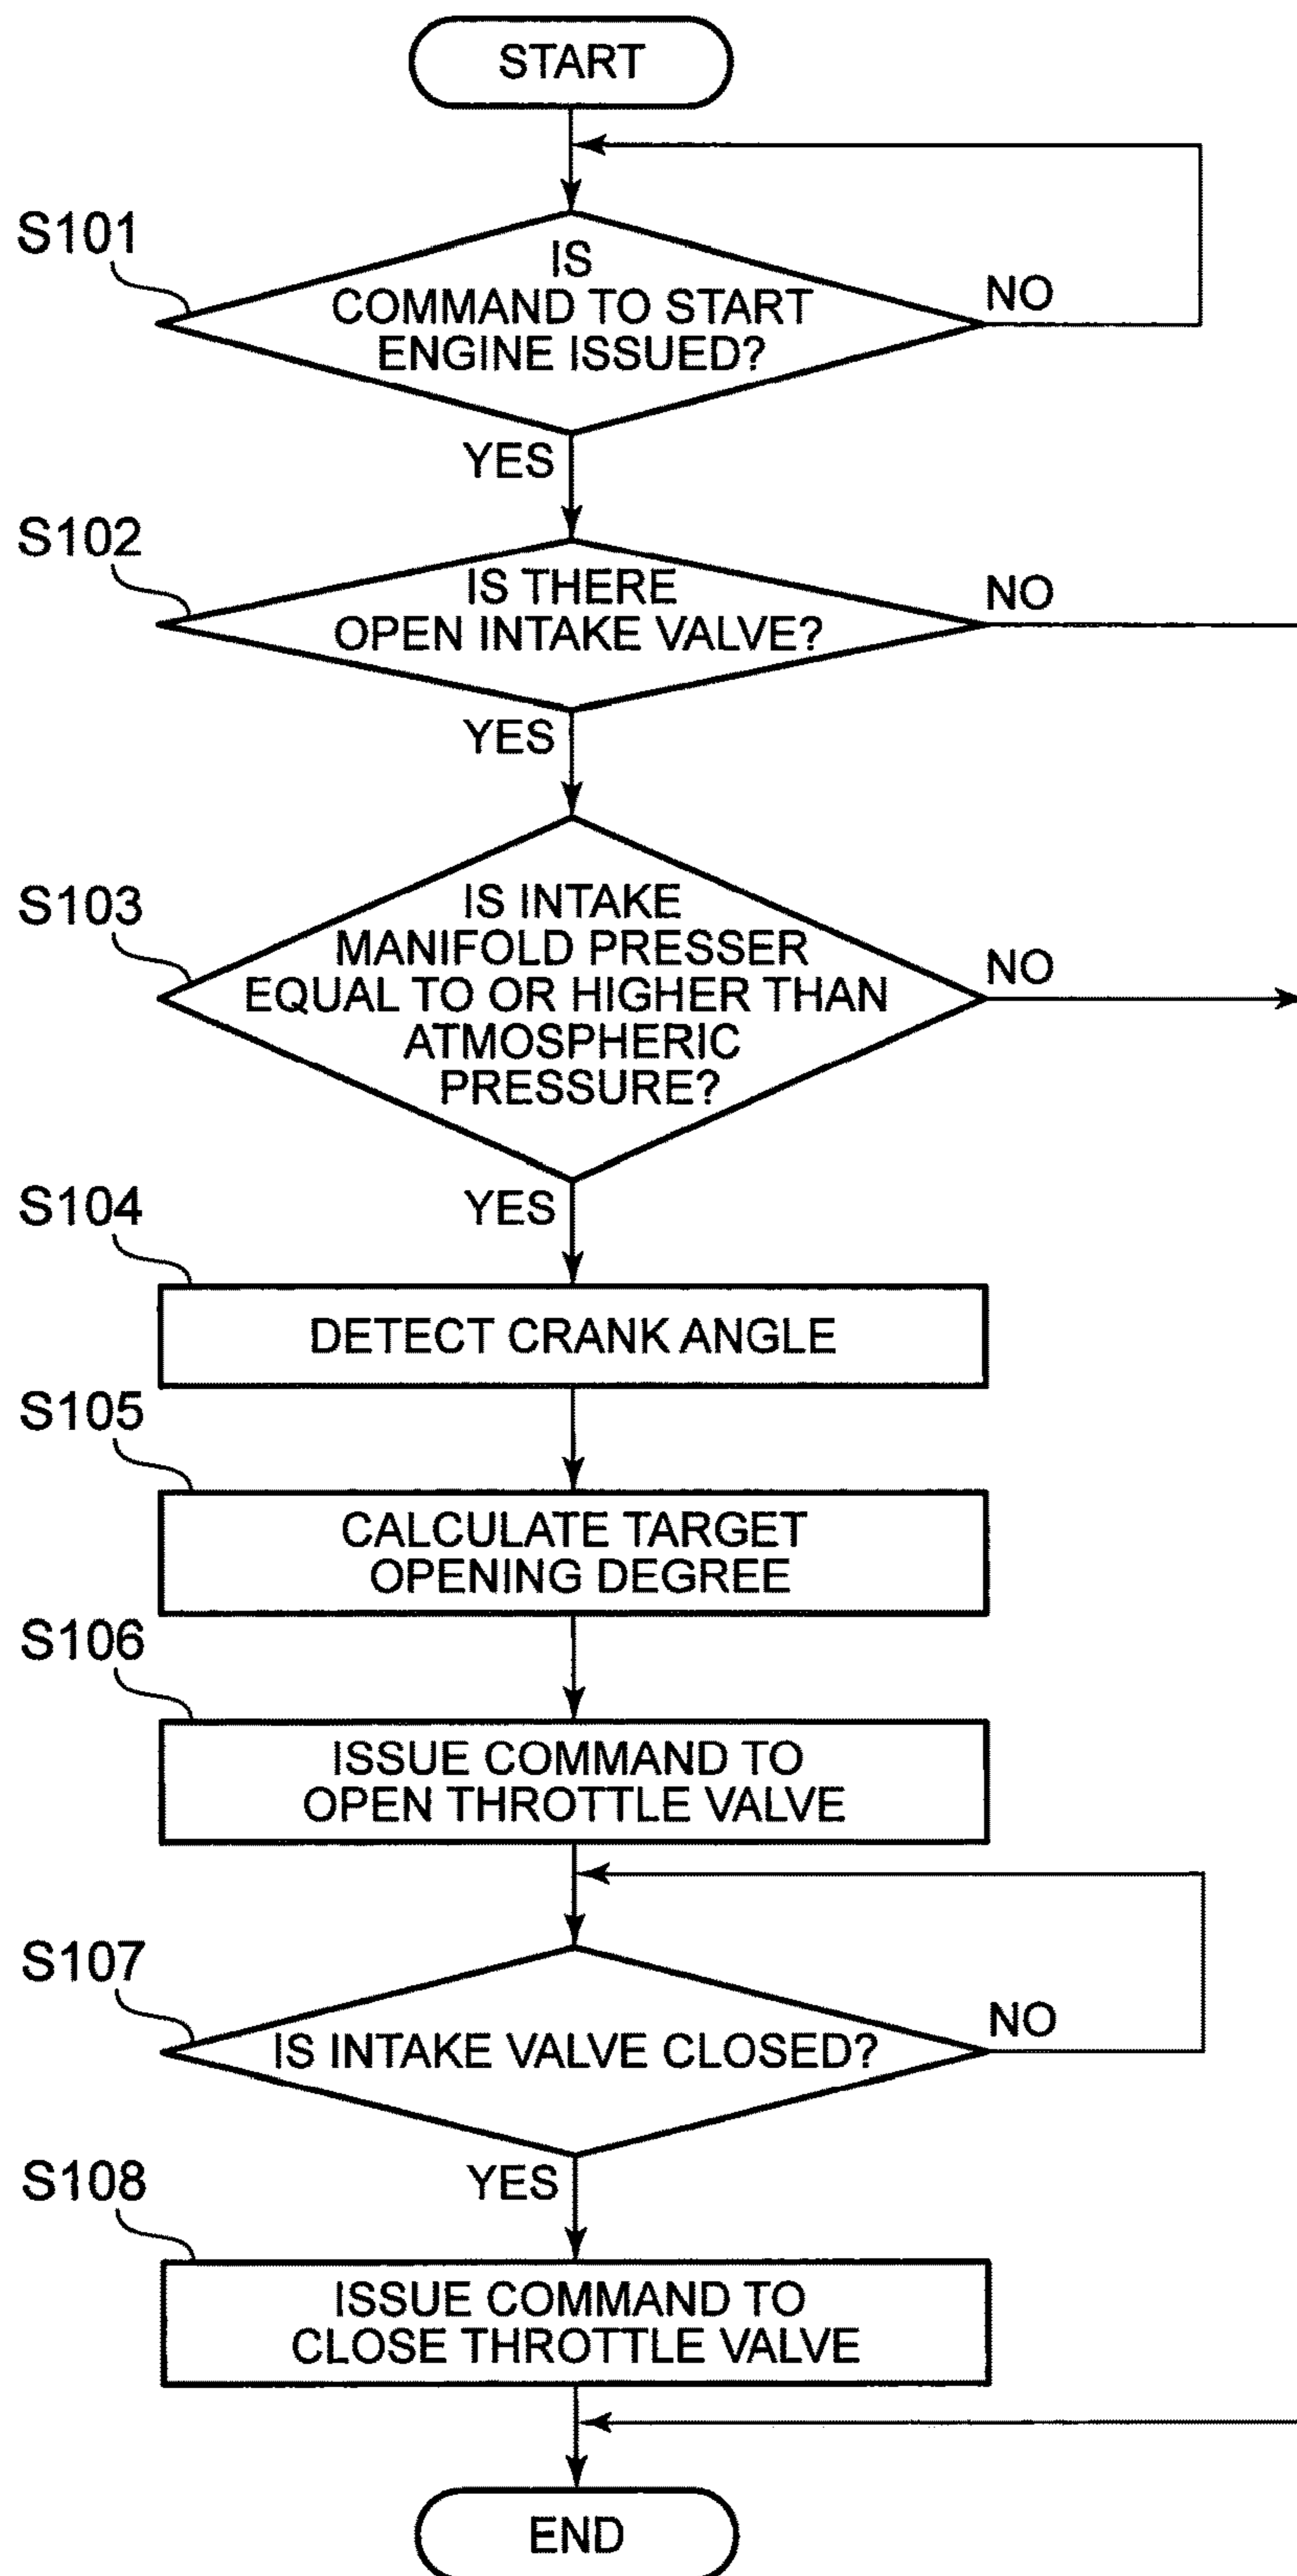 START
S101
IS
COMMAND TO START
ENGINE ISSUED?
NO
YES
S102
IS THERE
OPEN INTAKE VALVE?
NO
YES
S103
IS INTAKE
MANIFOLD PRESSER
EQUAL TO OR HIGHER THAN
ATMOSPHERIC
PRESSURE?
NO
YES
S104
DETECT CRANK ANGLE
S105
CALCULATE TARGET
OPENING DEGREE
S106
ISSUE COMMAND TO
OPEN THROTTLE VALVE
S107
IS INTAKE VALVE CLOSED?
NO
YES
S108
ISSUE COMMAND TO
CLOSE THROTTLE VALVE
END